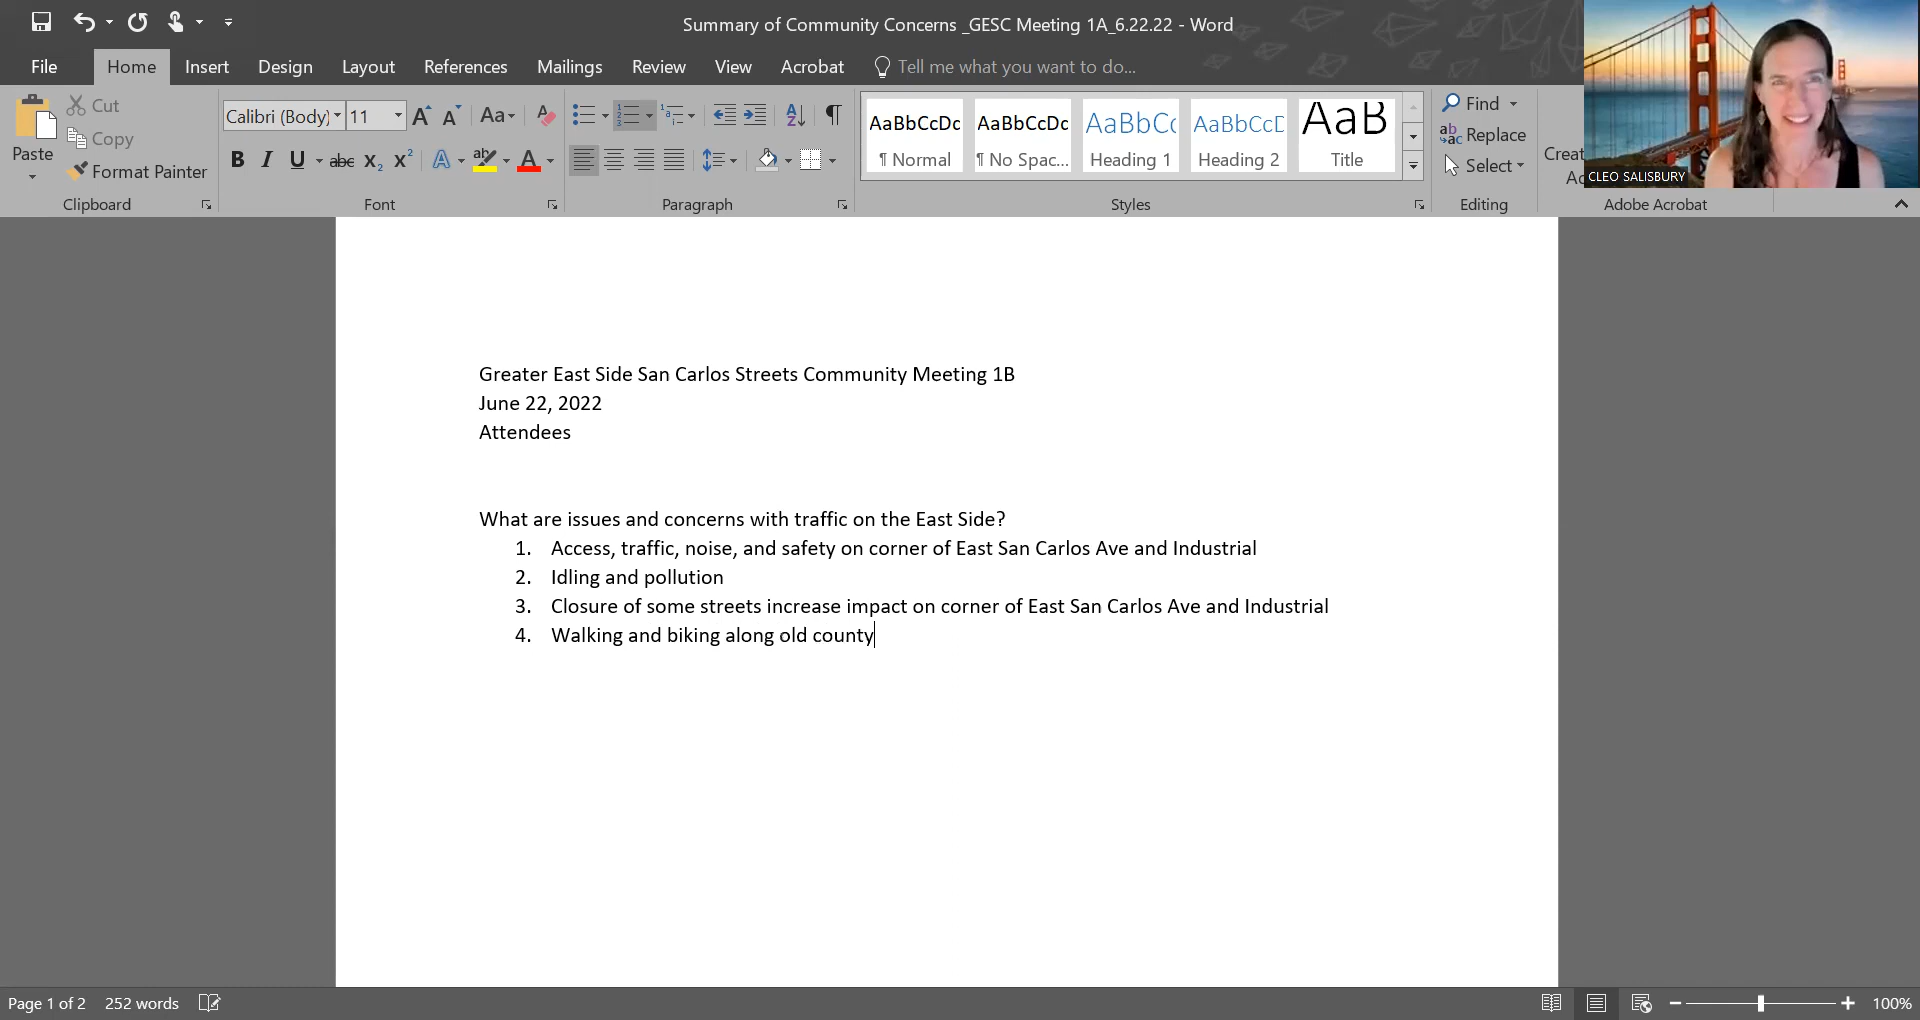 Summary of Community Concerns _GESC Meeting 1A_6.22.22 - Word
File Home Insert Design Layout References Mailings Review View Acrobat Tell me what you want to do...
Paste
Cut
Copy
Format Painter
Clipboard
Calibri (Body) 11
Font
Paragraph
AaBbCcDc AaBbCcDc AaBbCc AaBbCcD AaB
¶ Normal ¶ No Spac... Heading 1 Heading 2 Title
Styles
Find
Replace
Select
Editing
Creat
Ac
Adobe Acrobat
CLEO SALISBURY
Greater East Side San Carlos Streets Community Meeting 1B
June 22, 2022
Attendees
What are issues and concerns with traffic on the East Side?
1. Access, traffic, noise, and safety on corner of East San Carlos Ave and Industrial
2. Idling and pollution
3. Closure of some streets increase impact on corner of East San Carlos Ave and Industrial
4. Walking and biking along old county
Page 1 of 2 252 words
100%